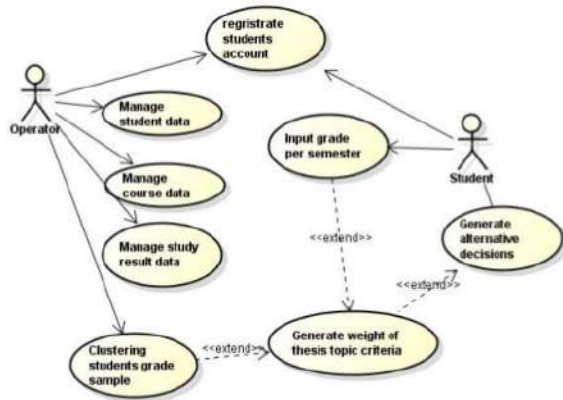 regristrate
students
account
Operator
Manage
student data
Input grade
per semester
Student
Manage
course data
Manage study
result data
<<extend>>
Generate
alternative
decisions
<<extend>>
Clustering
students grade
sample
<<extend>>
Generate weight of
thesis topic criteria